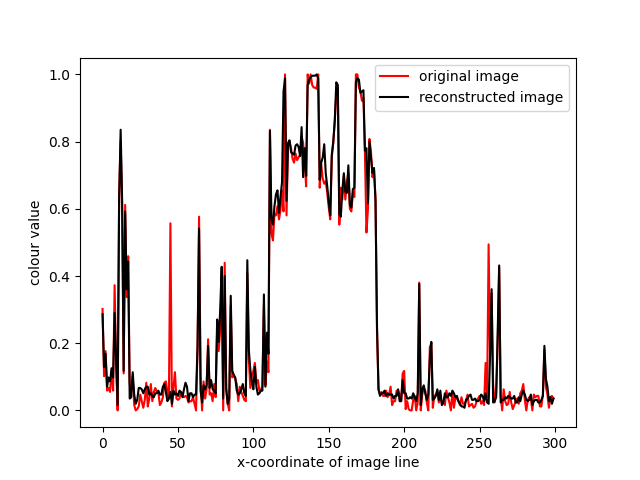 original image
reconstructed image
colour value
1.0
0.8
0.6
0.4
0.2
0.0
0 50 100 150 200 250 300
x-coordinate of image line